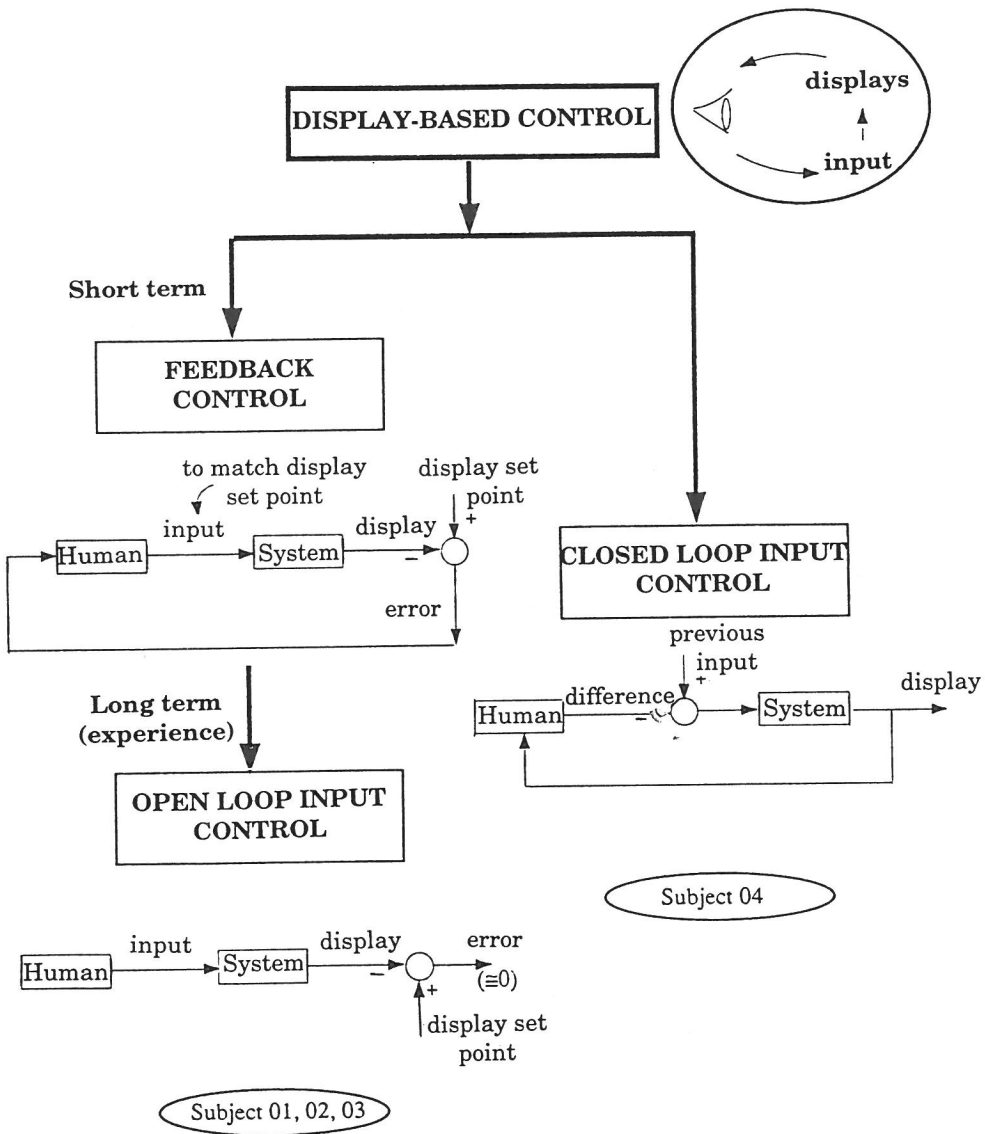 DISPLAY-BASED CONTROL
displays
input
Short term
FEEDBACK
CONTROL
to match display
set point
display set
point
+
input
display
−
Human
System
error
CLOSED LOOP INPUT
CONTROL
previous
input
+
difference
−
Human
System
display
Long term
(experience)
OPEN LOOP INPUT
CONTROL
Subject 04
input
display
error
Human
System
−
+
(≅0)
display set
point
Subject 01, 02, 03